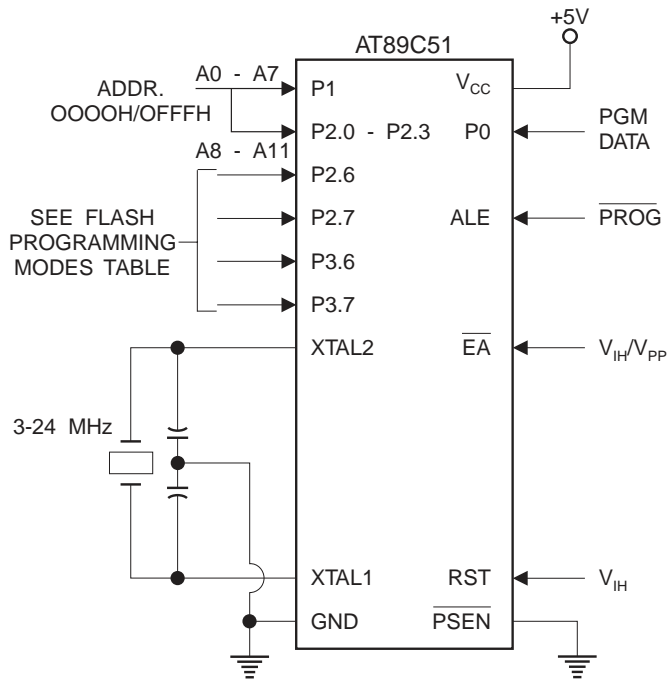 +5V
AT89C51
A0 - A7
ADDR.
OOOOH/OFFFH
P1
VCC
P2.0 - P2.3
P0
PGM
DATA
A8 - A11
P2.6
SEE FLASH
PROGRAMMING
MODES TABLE
P2.7
ALE
PROG
P3.6
P3.7
XTAL2
EA
VIH/VPP
3-24 MHz
XTAL1
RST
VIH
GND
PSEN